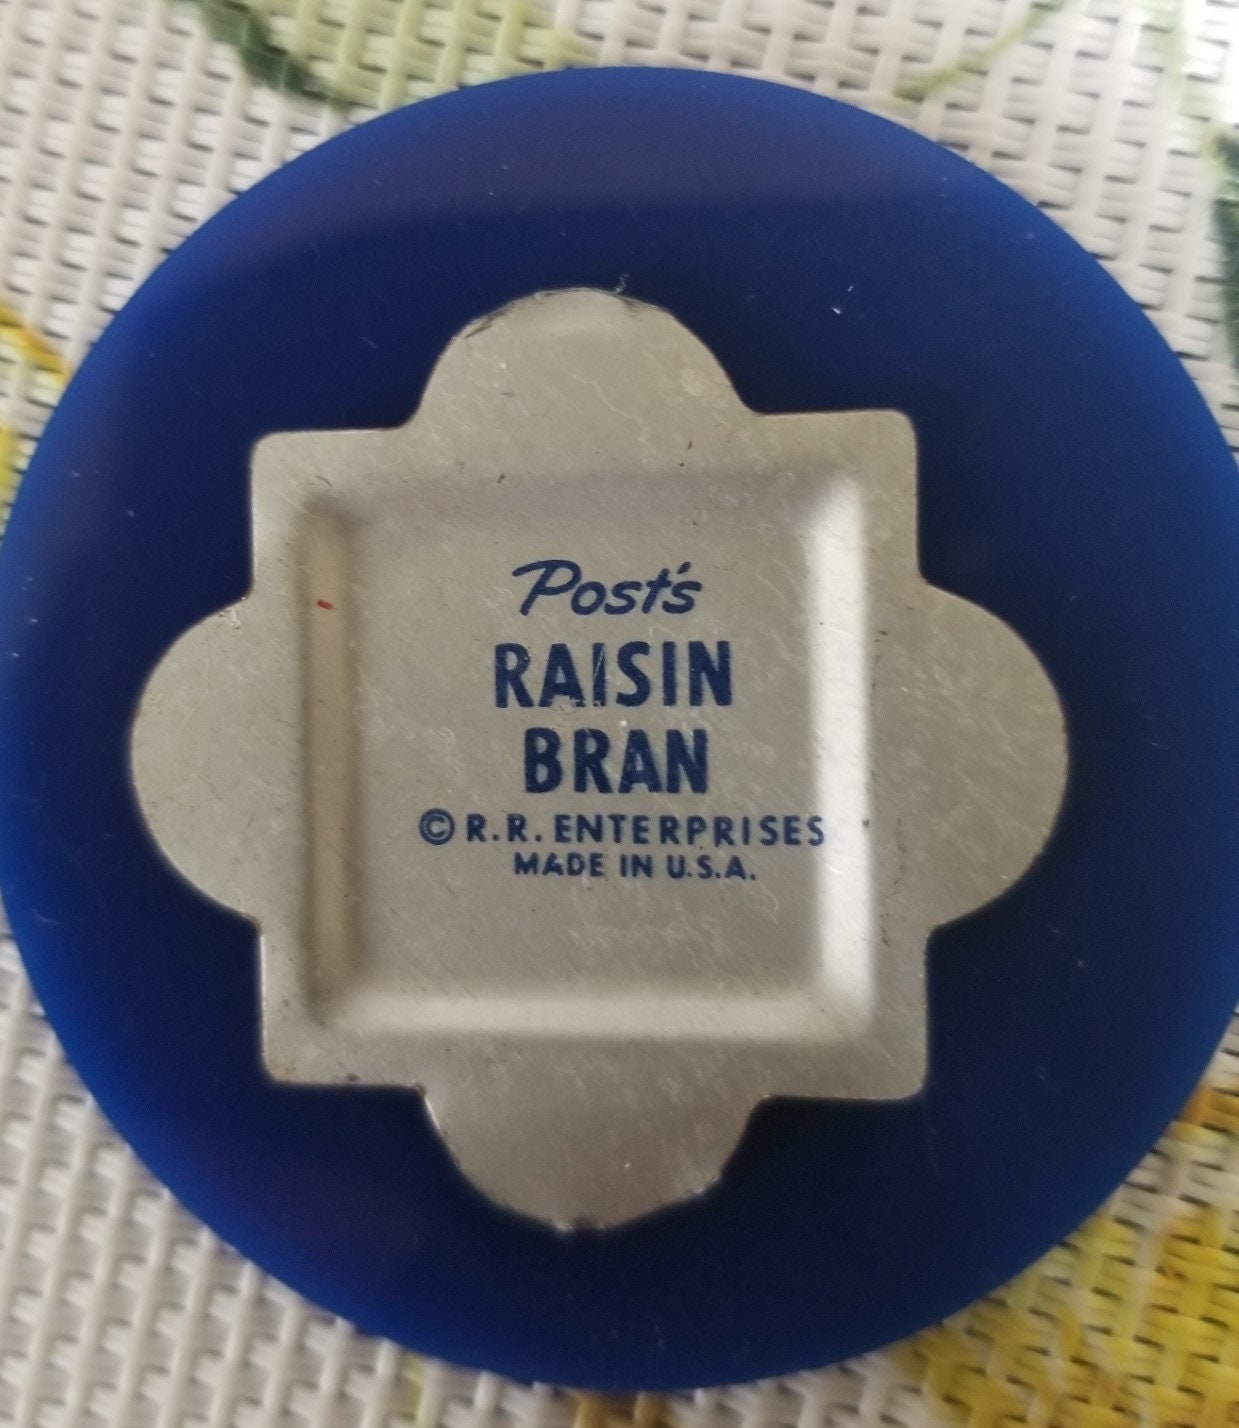 Post's
RAISIN
BRAN
© R.R. ENTERPRISES
MADE IN U.S.A.